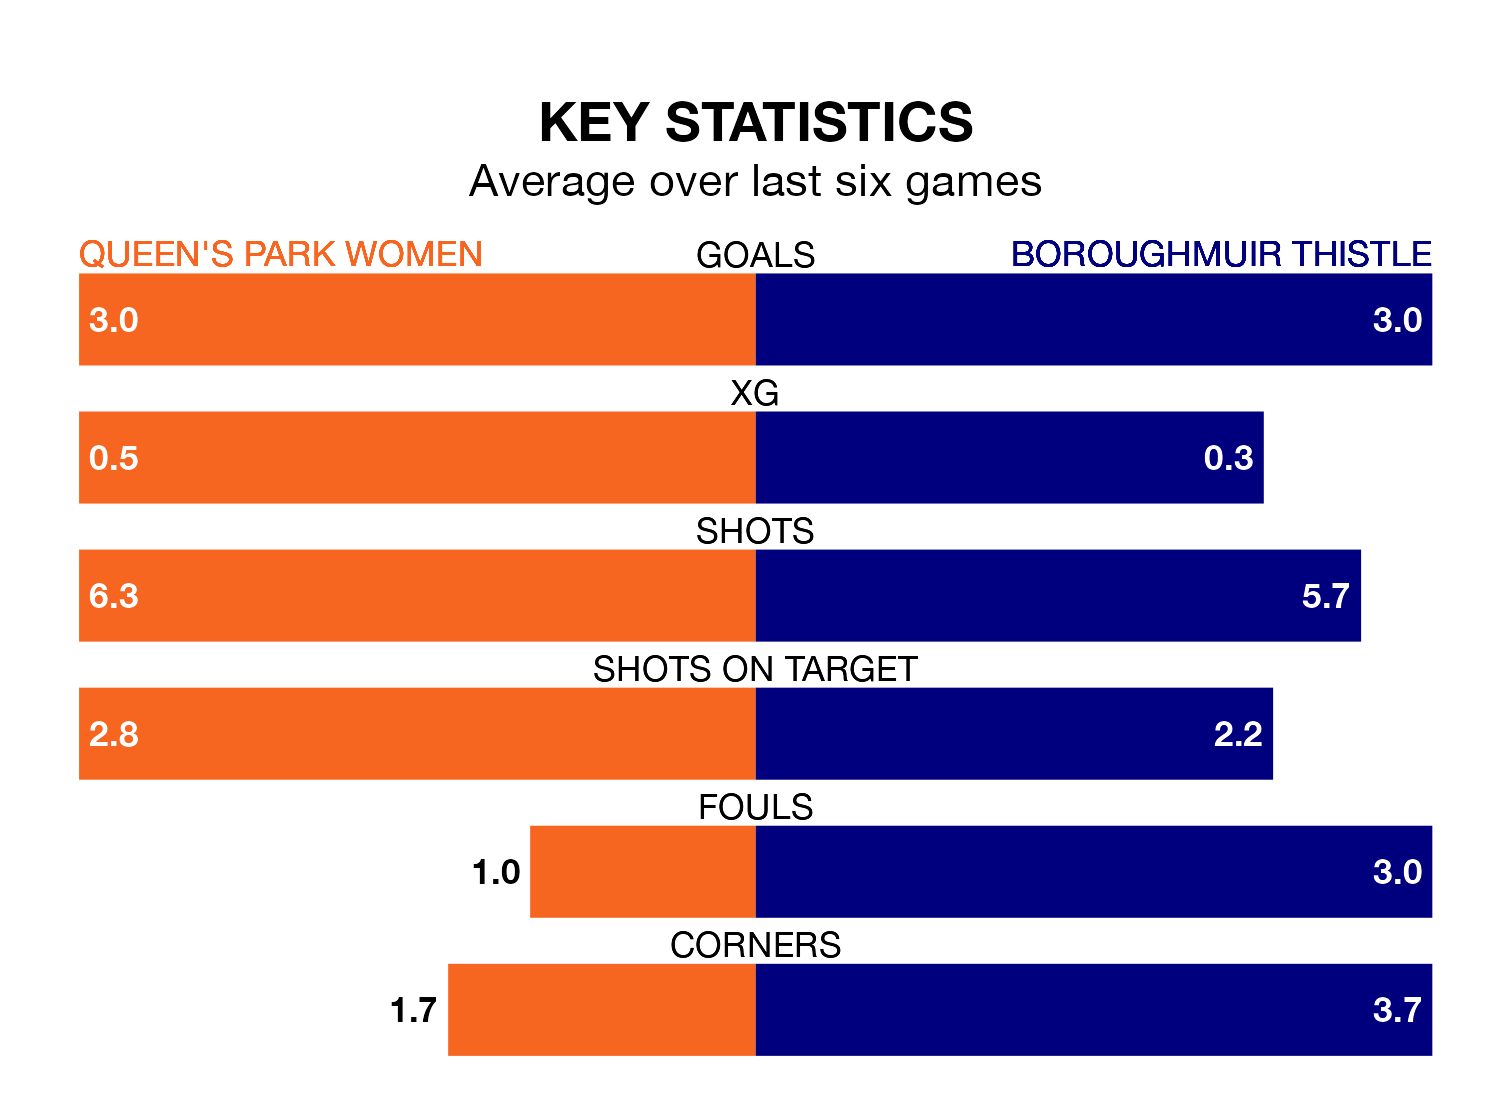 KEY STATISTICS
Average over last six games
QUEEN'S PARK WOMEN GOALS BOROUGHMUIR THISTLE
3.0 3.0
XG
0.5 0.3
SHOTS
6.3 5.7
SHOTS ON TARGET
2.8 2.2
FOULS
1.0 3.0
CORNERS
1.7 3.7